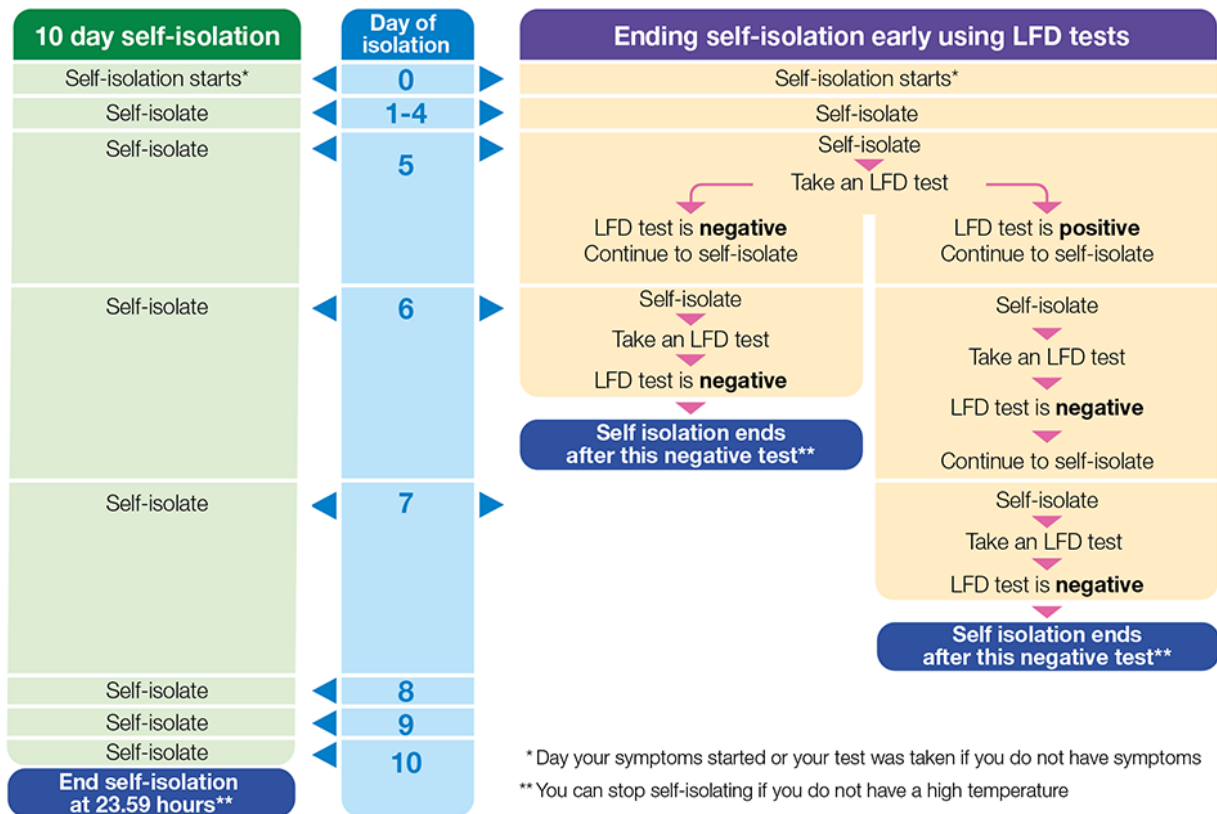 10 day self-isolation
Day of
isolation
Ending self-isolation early using LFD tests
Self-isolation starts*
0
Self-isolation starts*
Self-isolate
1-4
Self-isolate
Self-isolate
5
Self-isolate
Take an LFD test
LFD test is negative
Continue to self-isolate
LFD test is positive
Continue to self-isolate
Self-isolate
6
Self-isolate
Take an LFD test
LFD test is negative
Self isolation ends
after this negative test**
Self-isolate
Take an LFD test
LFD test is negative
Continue to self-isolate
Self-isolate
7
Self-isolate
Take an LFD test
LFD test is negative
Self isolation ends
after this negative test**
Self-isolate
8
Self-isolate
9
Self-isolate
10
End self-isolation
at 23.59 hours**
* Day your symptoms started or your test was taken if you do not have symptoms
** You can stop self-isolating if you do not have a high temperature